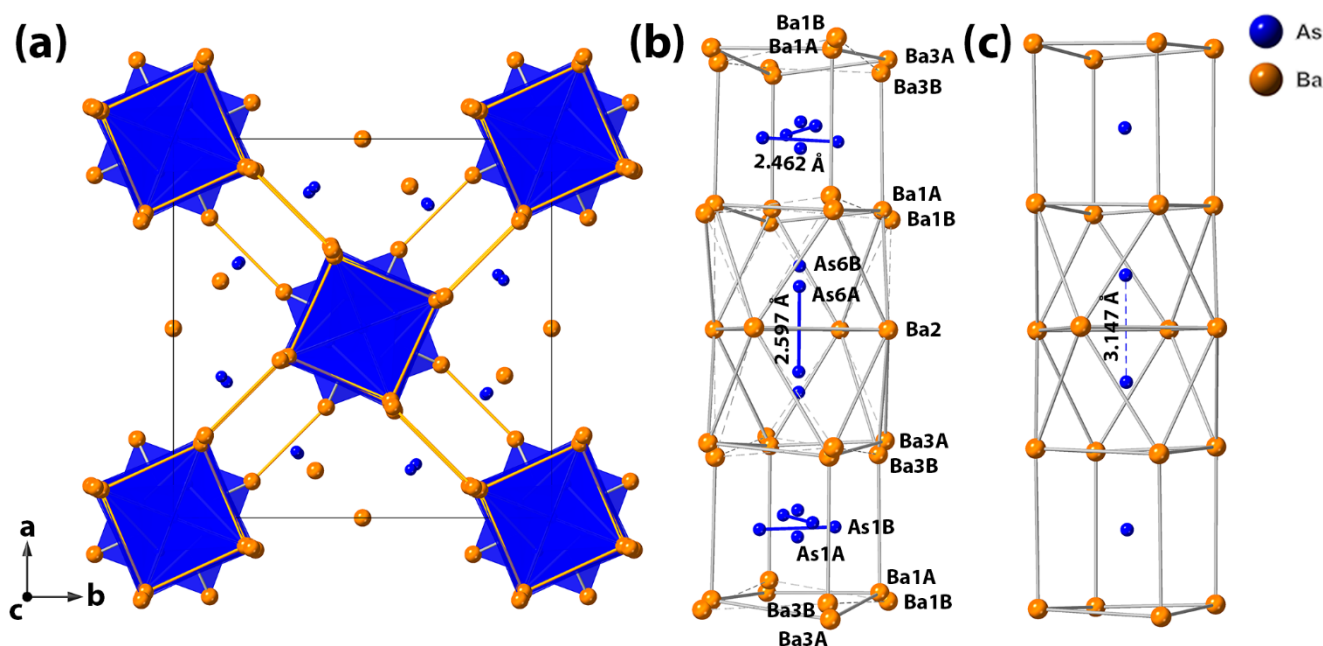 (a)
a
b
c
(b)
Ba1B
Ba1A
Ba3A
Ba3B
2.462 Å
Ba1A
Ba1B
As6B
As6A
2.597 Å
Ba2
Ba3A
Ba3B
As1B
As1A
Ba1A
Ba3B
Ba1B
Ba3A
(c)
3.147 Å
As
Ba